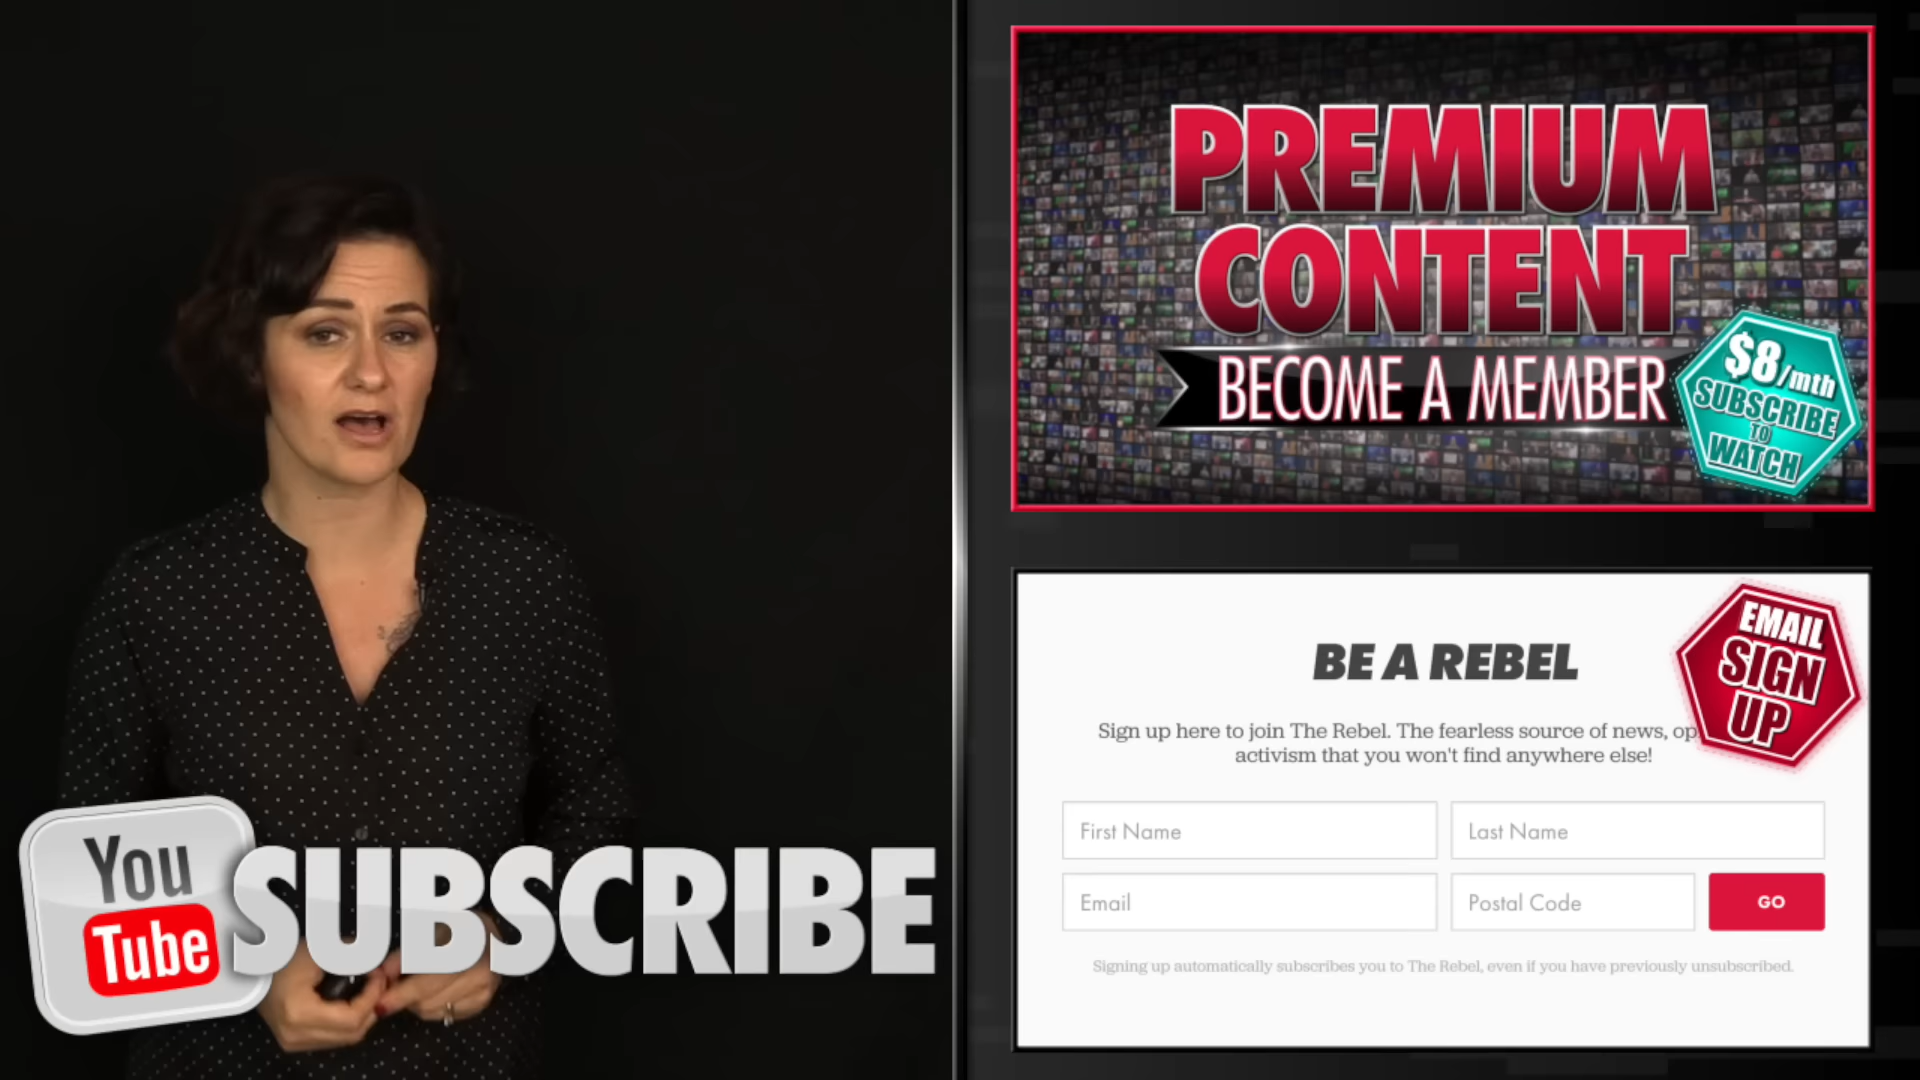 You
Tube
SUBSCRIBE
PREMIUM
CONTENT
BECOME A MEMBER
$8/mth
SUBSCRIBE
TO
WATCH
EMAIL
SIGN
UP
BE A REBEL
Sign up here to join The Rebel. The fearless source of news, op
activism that you won't find anywhere else!
First Name
Last Name
Email
Postal Code
GO
Signing up automatically subscribes you to The Rebel, even if you have previously unsubscribed.